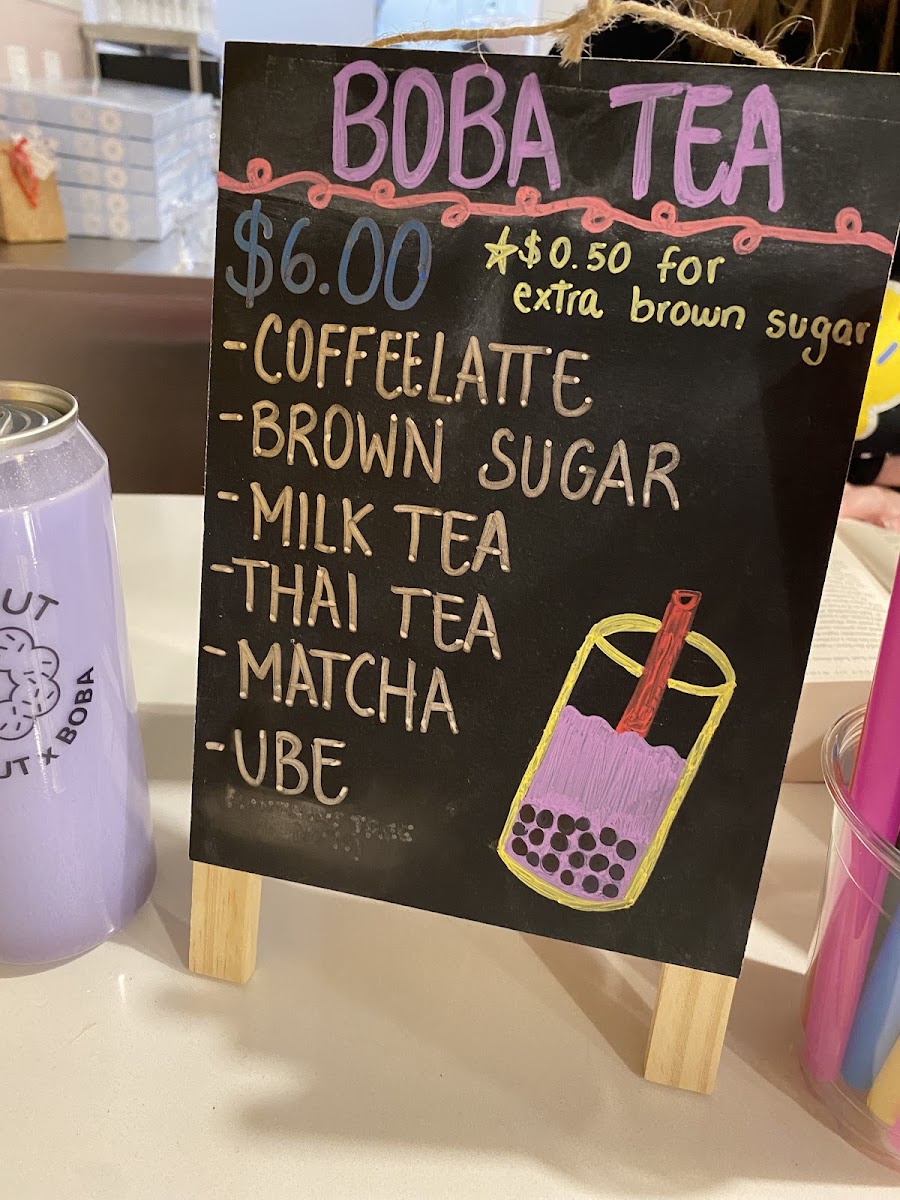 BOBA TEA
$6.00
☆$0.50 for
extra brown sugar
- COFFEELATTE
- BROWN SUGAR
- MILK TEA
- THAI TEA
- MATCHA
- UBE
UT
UT x BOBA